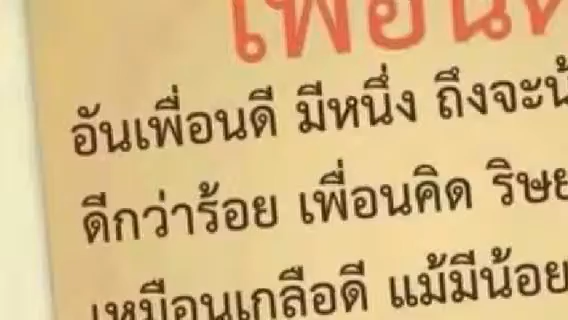 อันเพื่อนดี มีหนึ่ง ถึงจะ
ดีกว่าร้อย เพื่อนคิด
เหมือนเกลือดี แม้มีน้อย